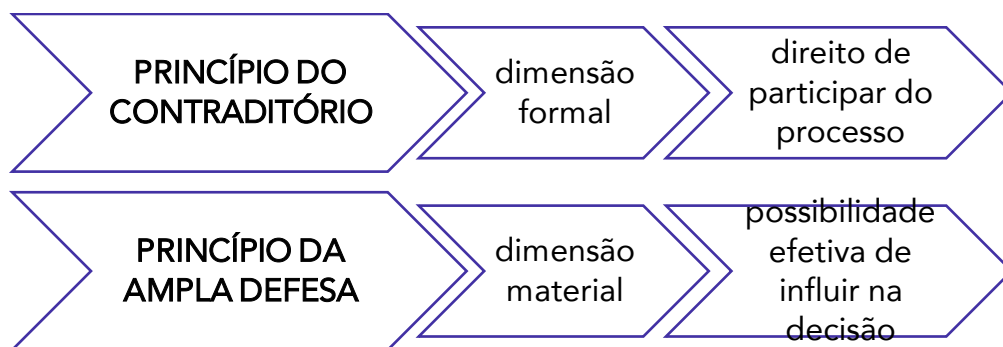 PRINCÍPIO DO
CONTRADITÓRIO
dimensão
formal
direito de
participar do
processo
PRINCÍPIO DA
AMPLA DEFESA
dimensão
material
possibilidade
efetiva de
influir na
decisão